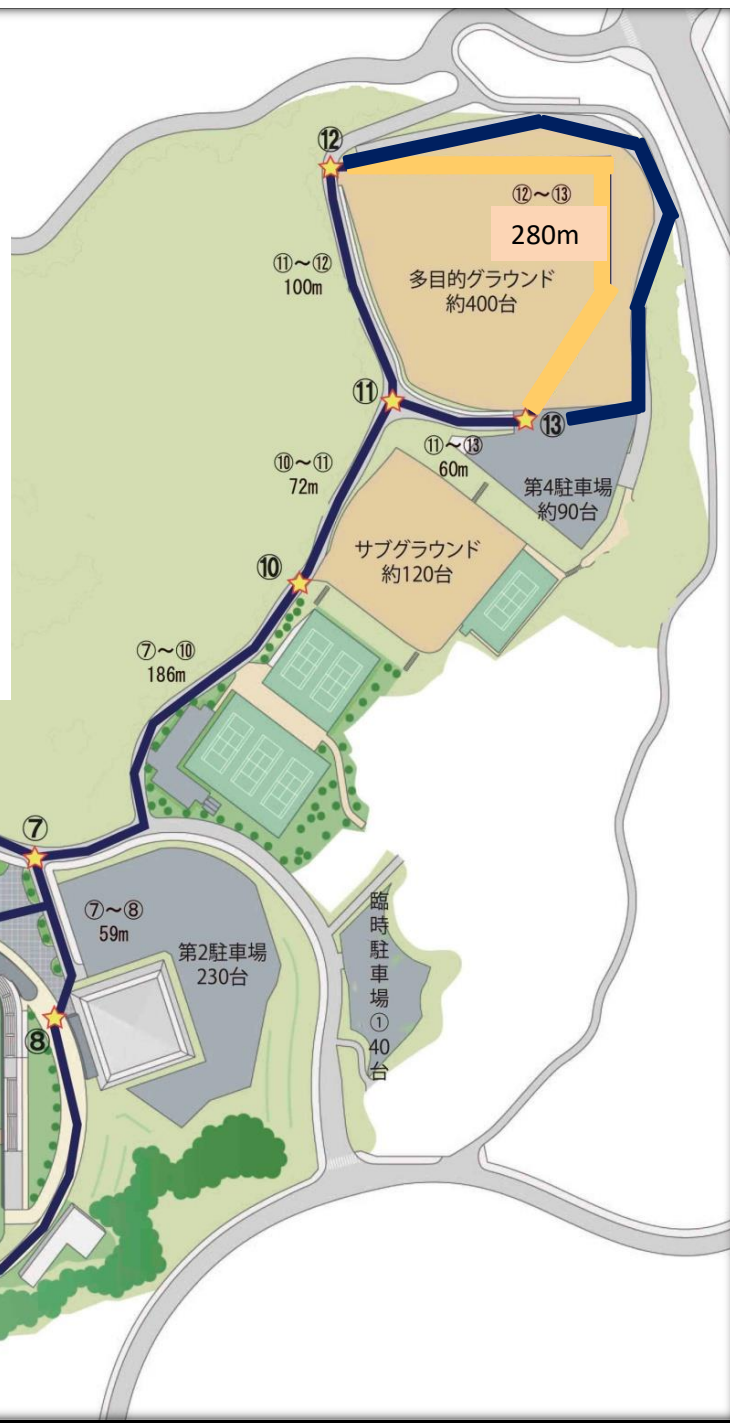 ⑫
⑫～⑬
280m
⑪～⑫
100m
多目的グラウンド
約400台
⑪
⑬
⑪～⑬
60m
⑩～⑪
72m
第4駐車場
約90台
サブグラウンド
約120台
⑩
⑦～⑩
186m
⑦
⑦～⑧
59m
第2駐車場
230台
臨時駐車場①40台
⑧